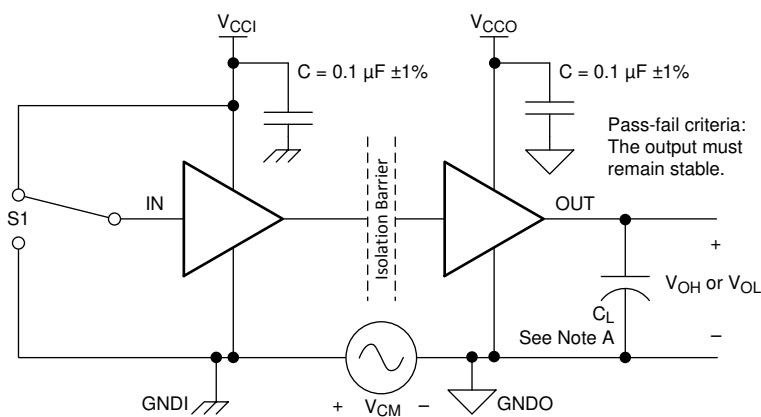 VCCI
VCCO
C = 0.1 µF ±1%
C = 0.1 µF ±1%
Pass-fail criteria:
The output must
remain stable.
Isolation Barrier
IN
OUT
S1
+
VOH or VOL
CL
See Note A
–
GNDI
+ VCM –
GNDO